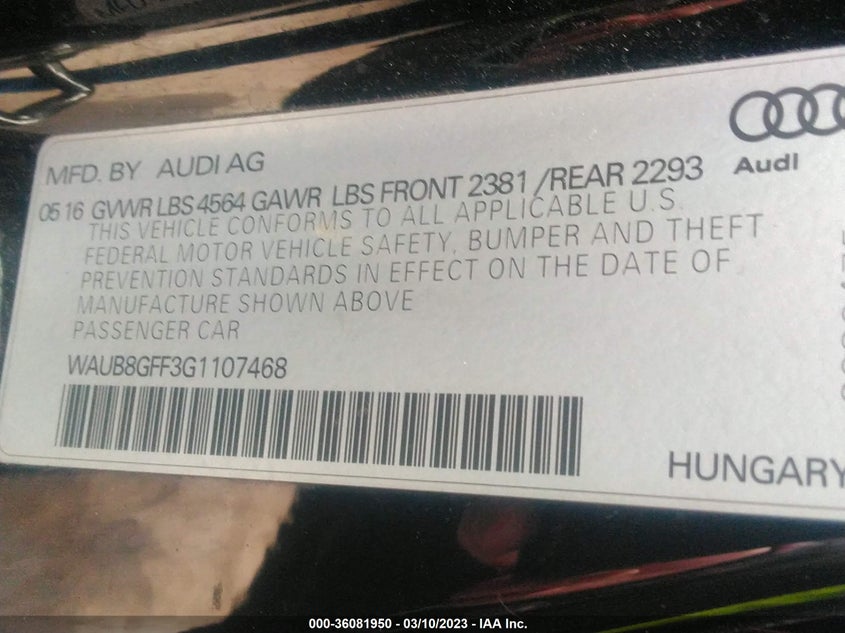 MFD. BY AUDI AG
Audi
05 16 GVWR LBS 4564 GAWR LBS FRONT 2381 /REAR 2293
THIS VEHICLE CONFORMS TO ALL APPLICABLE U.S.
FEDERAL MOTOR VEHICLE SAFETY, BUMPER AND THEFT
PREVENTION STANDARDS IN EFFECT ON THE DATE OF
MANUFACTURE SHOWN ABOVE
PASSENGER CAR
WAUB8GFF3G1107468
HUNGARY
000-36081950 — 03/10/2023 — IAA Inc.